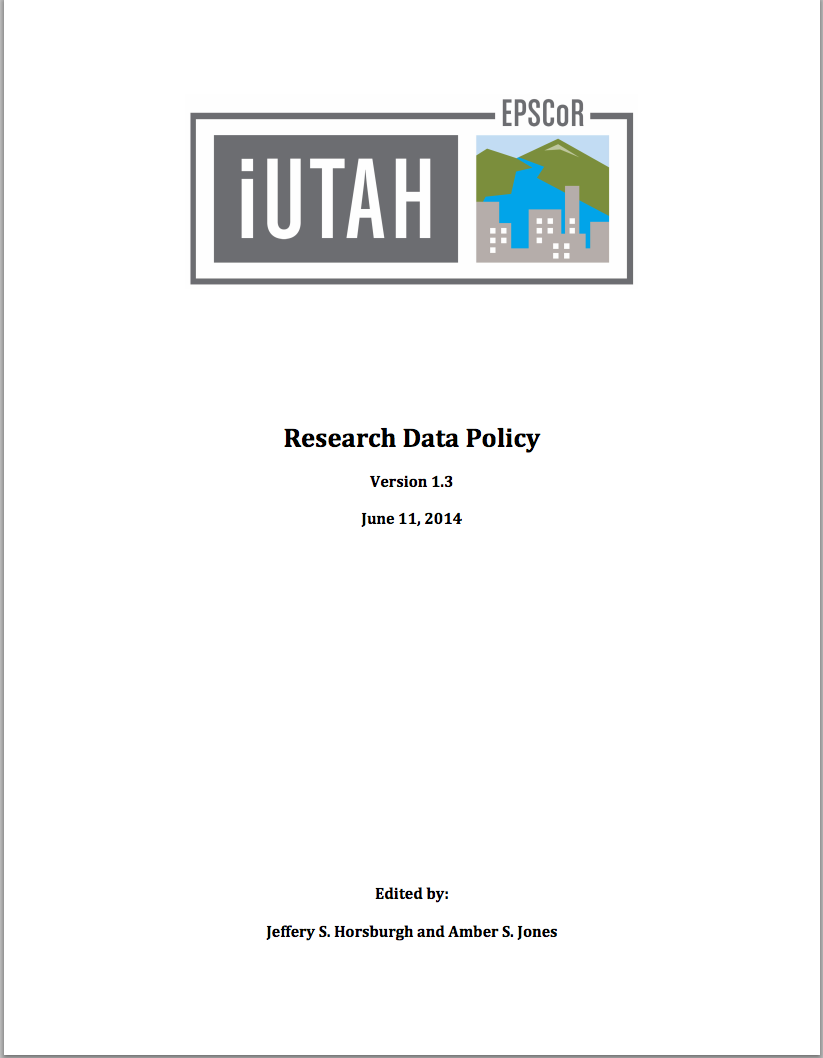 EPSCoR
iUTAH
Research Data Policy
Version 1.3
June 11, 2014
Edited by:
Jeffery S. Horsburgh and Amber S. Jones